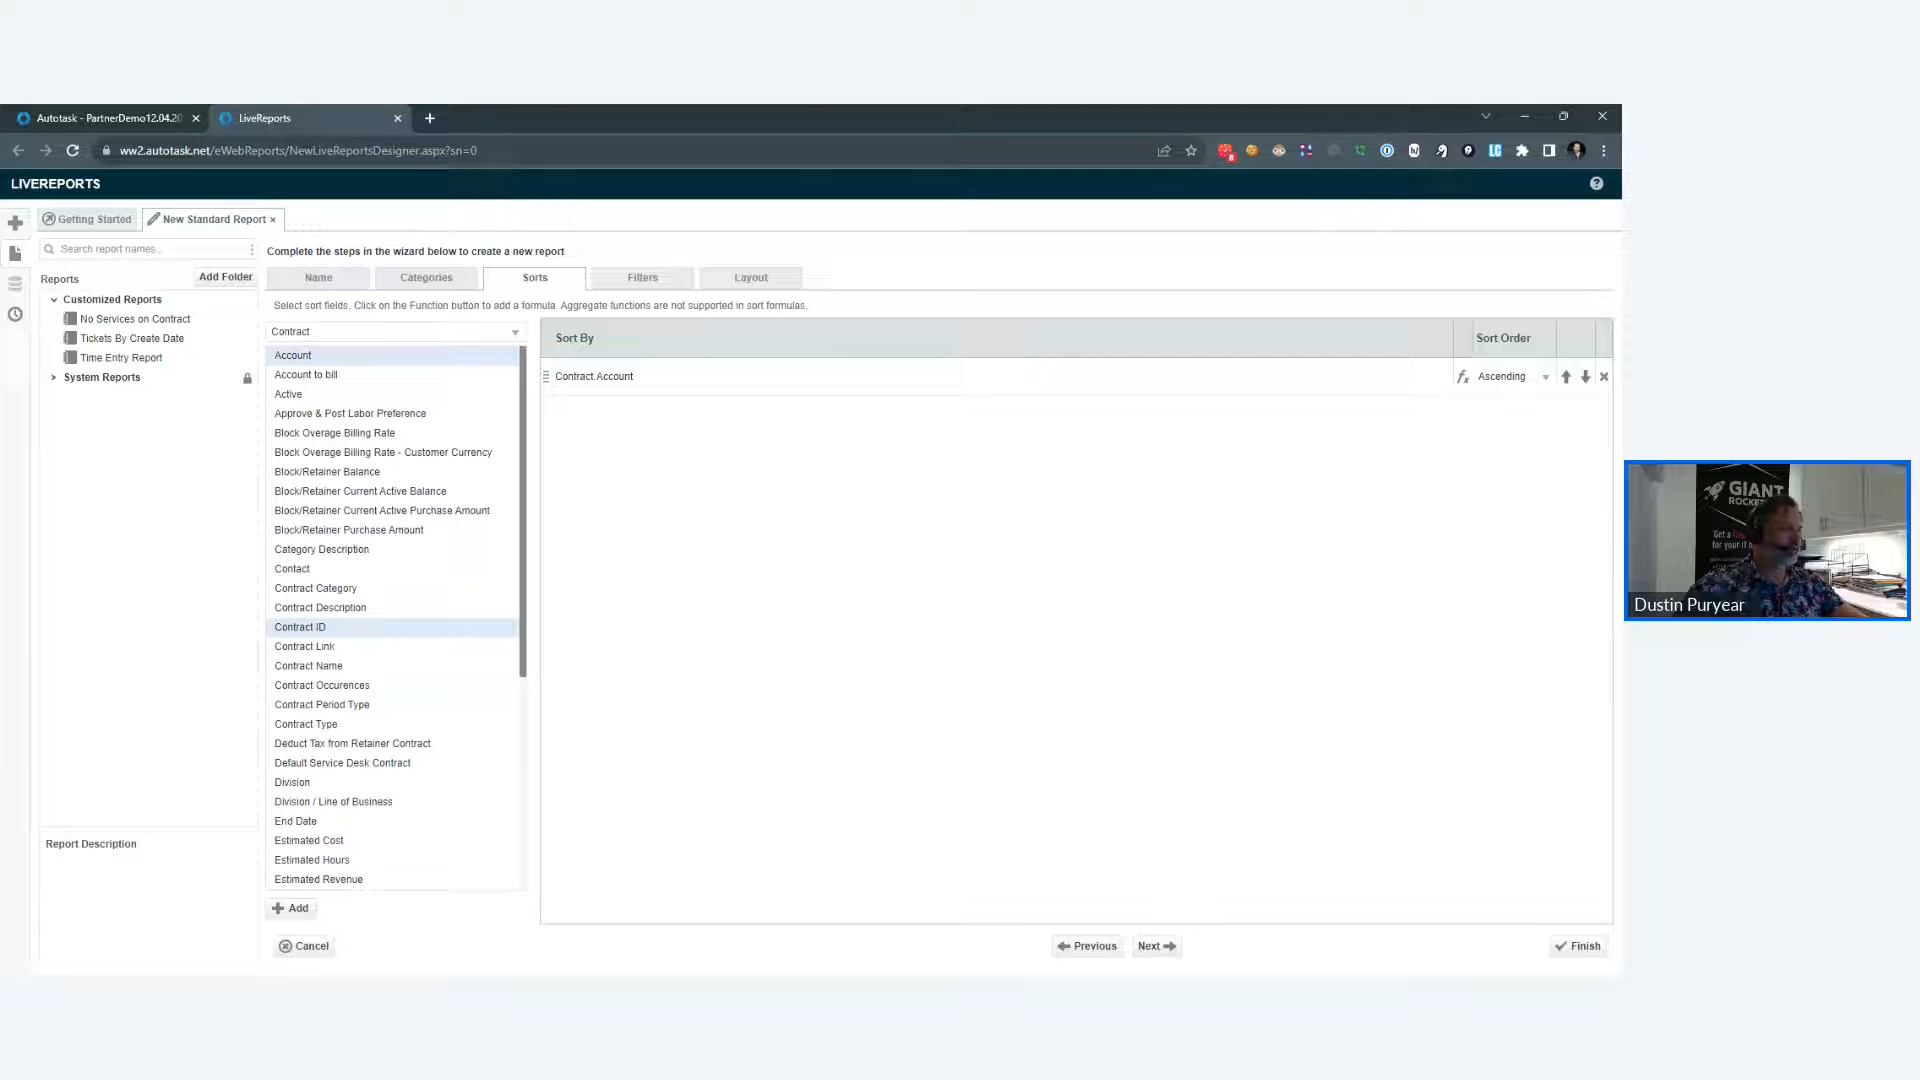 Autotask - PartnerDemo12.04.20
LiveReports
ww2.autotask.net/eWebReports/NewLiveReportsDesigner.aspx?sn=0
LIVEREPORTS
Getting Started
New Standard Report ×
Search report names...
Reports
Add Folder
Customized Reports
No Services on Contract
Tickets By Create Date
Time Entry Report
System Reports
Report Description
Complete the steps in the wizard below to create a new report
Name
Categories
Sorts
Filters
Layout
Select sort fields. Click on the Function button to add a formula. Aggregate functions are not supported in sort formulas.
Contract
Account
Account to bill
Active
Approve & Post Labor Preference
Block Overage Billing Rate
Block Overage Billing Rate - Customer Currency
Block/Retainer Balance
Block/Retainer Current Active Balance
Block/Retainer Current Active Purchase Amount
Block/Retainer Purchase Amount
Category Description
Contact
Contract Category
Contract Description
Contract ID
Contract Link
Contract Name
Contract Occurences
Contract Period Type
Contract Type
Deduct Tax from Retainer Contract
Default Service Desk Contract
Division
Division / Line of Business
End Date
Estimated Cost
Estimated Hours
Estimated Revenue
Add
Sort By
Sort Order
Contract.Account
fx
Ascending
Cancel
Previous
Next
Finish
GIANT
ROCKET
Get a
for your IT
Dustin Puryear